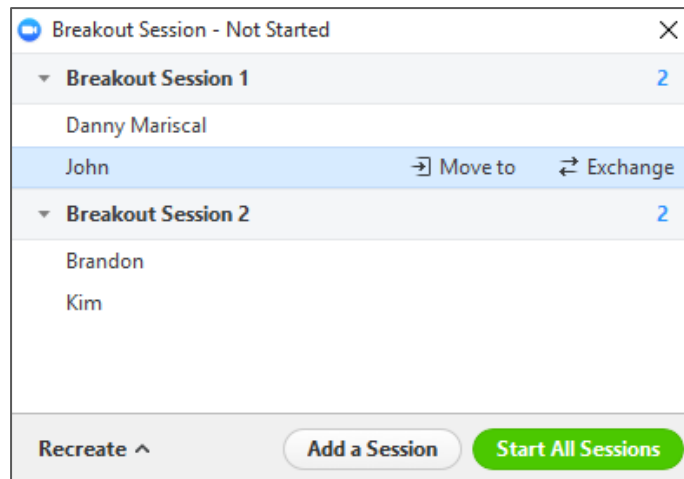 Breakout Session - Not Started
Breakout Session 1 2
Danny Mariscal
John Move to Exchange
Breakout Session 2 2
Brandon
Kim
Recreate Add a Session Start All Sessions